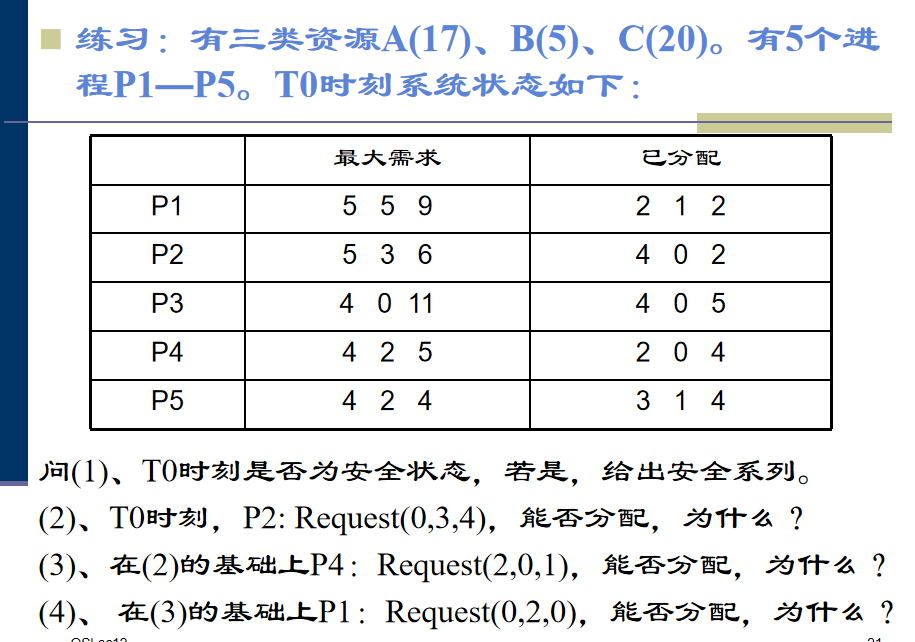 练习：有三类资源A(17)、B(5)、C(20)。有5个进
程P1—P5。T0时刻系统状态如下：
最大需求 已分配
P1 5 5 9 2 1 2
P2 5 3 6 4 0 2
P3 4 0 11 4 0 5
P4 4 2 5 2 0 4
P5 4 2 4 3 1 4
问(1)、T0时刻是否为安全状态，若是，给出安全系列。
(2)、T0时刻，P2: Request(0,3,4)，能否分配，为什么？
(3)、在(2)的基础上P4：Request(2,0,1)，能否分配，为什么？
(4)、在(3)的基础上P1：Request(0,2,0)，能否分配，为什么？